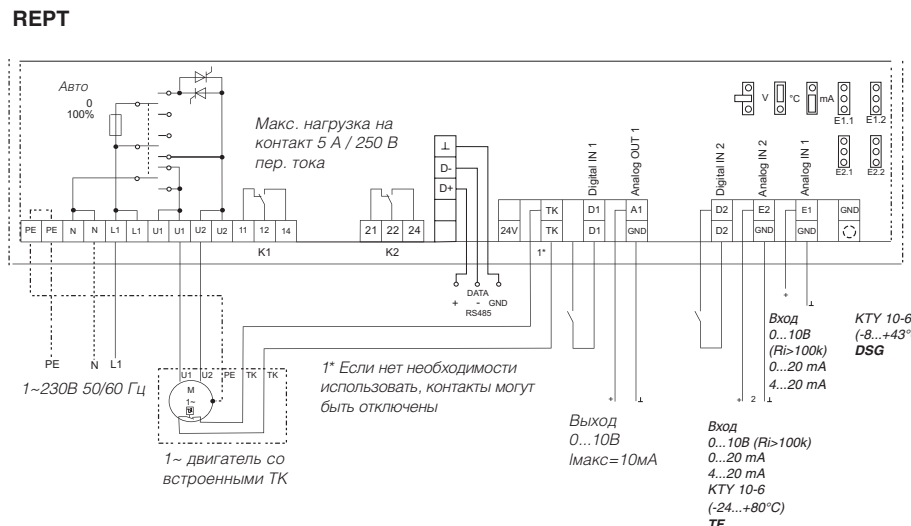 REPT
Авто
0
100%
Макс. нагрузка на
контакт 5 А / 250 В
пер. тока
⊥
D-
D+
V
°C
mA
E1.1
E1.2
E2.1
E2.2
Digital IN 1
Analog OUT 1
Digital IN 2
Analog IN 2
Analog IN 1
TK D1 A1 D2 E2 E1 GND
PE PE N N L1 L1 U1 U1 U2 U2 11 12 14
21 22 24
24V TK D1 GND D2 GND GND
K1
K2
1*
DATA
+ - GND
RS485
PE N L1
1~230В 50/60 Гц
U1 U2 PE TK TK
M
1~
1~ двигатель со
встроенными ТК
1* Если нет необходимости
использовать, контакты могут
быть отключены
+ ⊥
Выход
0...10В
Iмакс=10мА
+ ⊥
Вход
0...10В
(Ri>100k)
0...20 mA
4...20 mA
KTY 10-6
(-8...+43°
DSG
+ 2 ⊥
Вход
0...10В (Ri>100k)
0...20 mA
4...20 mA
KTY 10-6
(-24...+80°C)
TF